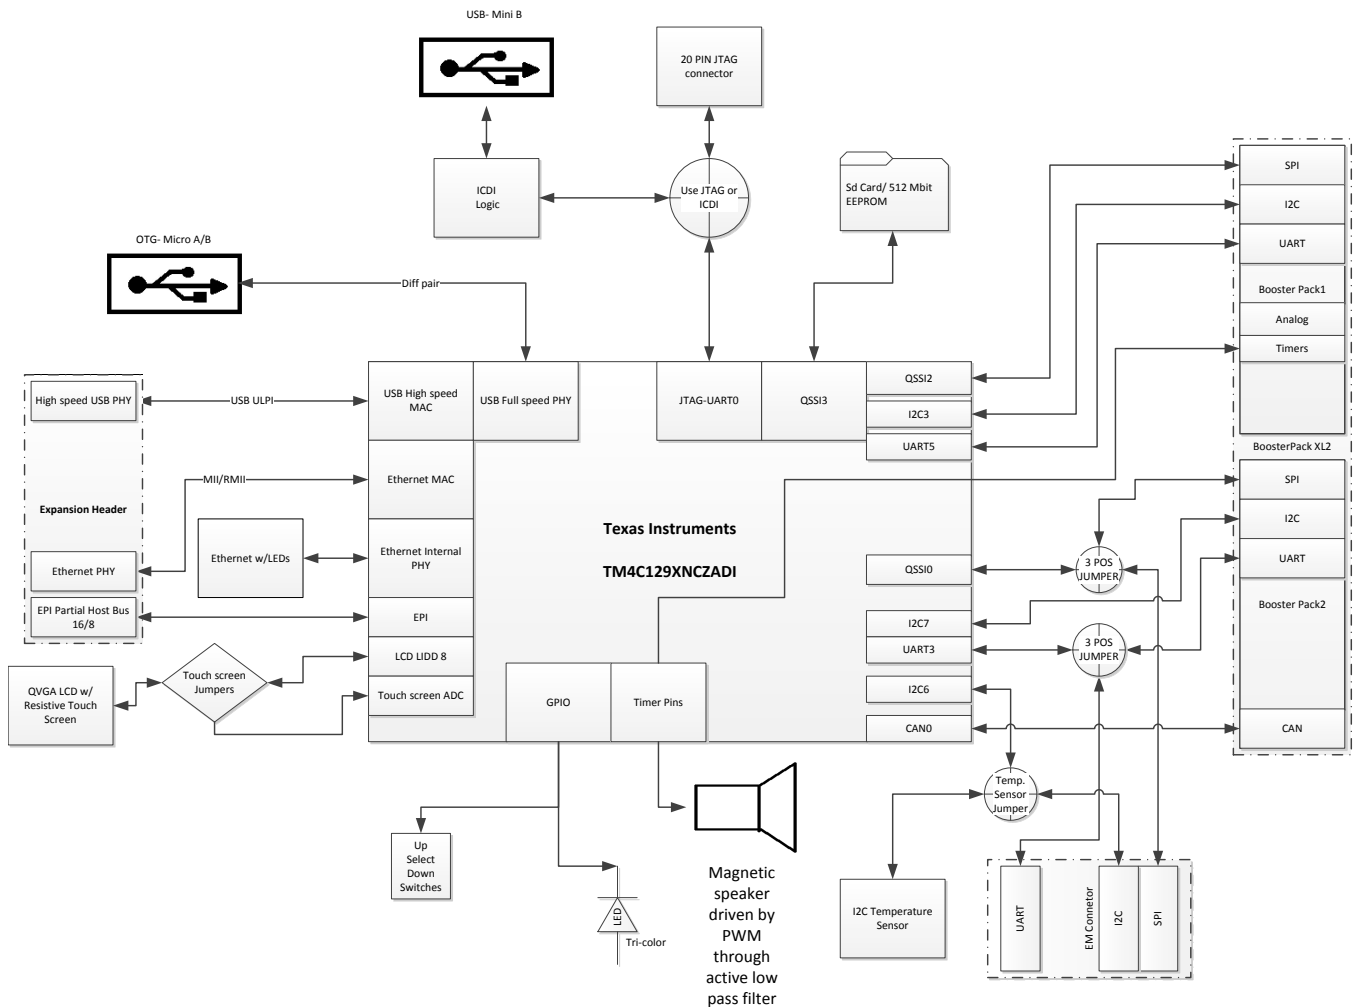 USB- Mini B
20 PIN JTAG
connector
ICDI
Logic
Use JTAG or
ICDI
Sd Card/ 512 Mbit
EEPROM
SPI
I2C
UART
Booster Pack1
Analog
Timers
OTG- Micro A/B
Diff pair
High speed USB PHY
USB ULPI
USB High speed
MAC
USB Full speed PHY
JTAG-UART0
QSSI3
QSSI2
I2C3
UART5
BoosterPack XL2
MII/RMII
Ethernet MAC
Expansion Header
Ethernet w/LEDs
Ethernet Internal
PHY
Ethernet PHY
EPI Partial Host Bus
16/8
EPI
Texas Instruments
TM4C129XNCZADI
SPI
I2C
UART
Booster Pack2
CAN
QSSI0
3 POS
JUMPER
I2C7
UART3
3 POS
JUMPER
I2C6
CAN0
LCD LIDD 8
Touch screen ADC
Touch screen
Jumpers
QVGA LCD w/
Resistive Touch
Screen
GPIO
Timer Pins
Temp.
Sensor
Jumper
Up
Select
Down
Switches
LED
Tri-color
Magnetic
speaker
driven by
PWM
through
active low
pass filter
I2C Temperature
Sensor
UART
EM Connetor
I2C
SPI